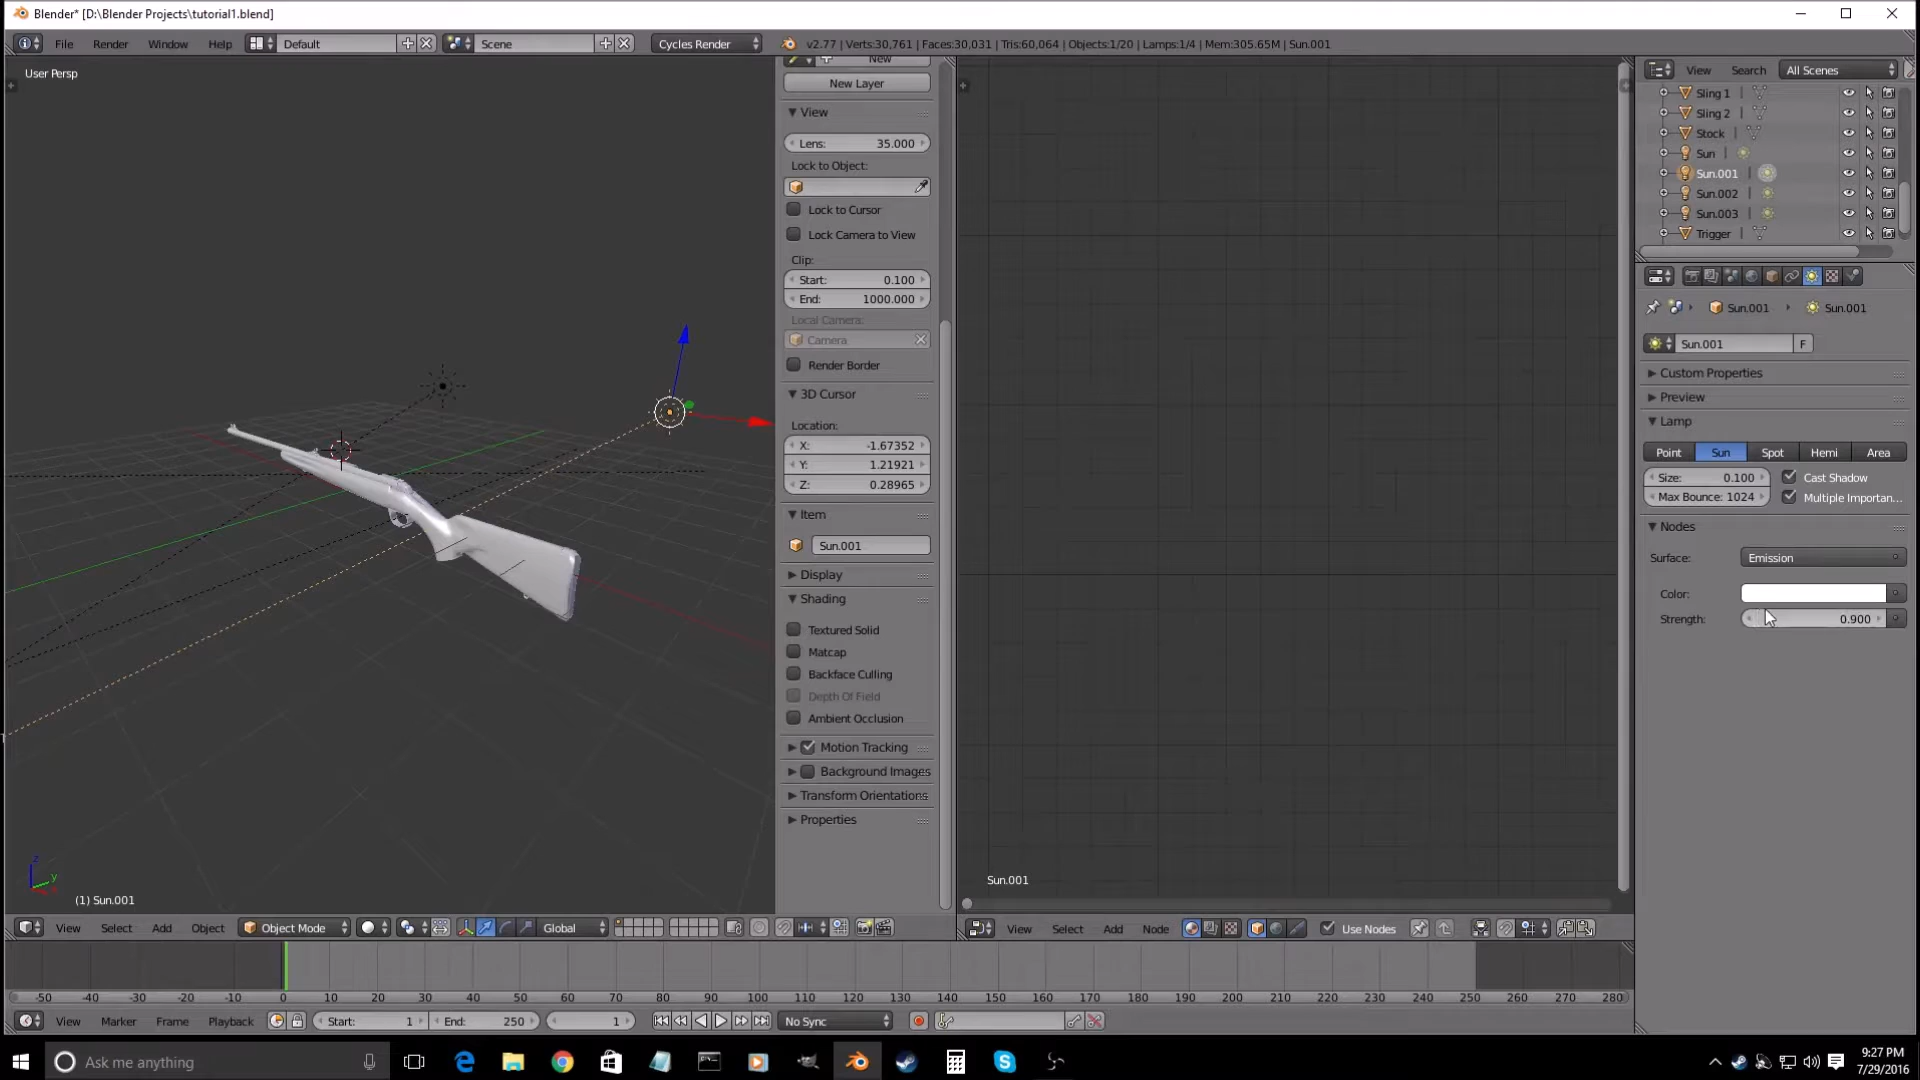 Blender* [D:\Blender Projects\tutorial1.blend]
File Render Window Help Default Scene Cycles Render v2.77 | Verts:30,761 | Faces:30,031 | Tris:60,064 | Objects:1/20 | Lamps:1/4 | Mem:305.65M | Sun.001
User Persp
New
New Layer
View
Lens: 35.000
Lock to Object:
Lock to Cursor
Lock Camera to View
Clip:
Start: 0.100
End: 1000.000
Local Camera:
Camera
Render Border
3D Cursor
Location:
X: -1.67352
Y: 1.21921
Z: 0.28965
Item
Sun.001
Display
Shading
Textured Solid
Matcap
Backface Culling
Depth Of Field
Ambient Occlusion
Motion Tracking
Background Images
Transform Orientations
Properties
z
y
(1) Sun.001
View Select Add Object Object Mode Global
Sun.001
View Select Add Node Use Nodes
View Search All Scenes
Sling 1
Sling 2
Stock
Sun
Sun.001
Sun.002
Sun.003
Trigger
Sun.001 Sun.001
Sun.001 F
Custom Properties
Preview
Lamp
Point Sun Spot Hemi Area
Size: 0.100 Cast Shadow
Max Bounce: 1024 Multiple Importan...
Nodes
Surface: Emission
Color:
Strength: 0.900
-50 -40 -30 -20 -10 0 10 20 30 40 50 60 70 80 90 100 110 120 130 140 150 160 170 180 190 200 210 220 230 240 250 260 270 280
View Marker Frame Playback Start: 1 End: 250 1 No Sync
Ask me anything
9:27 PM
7/29/2016